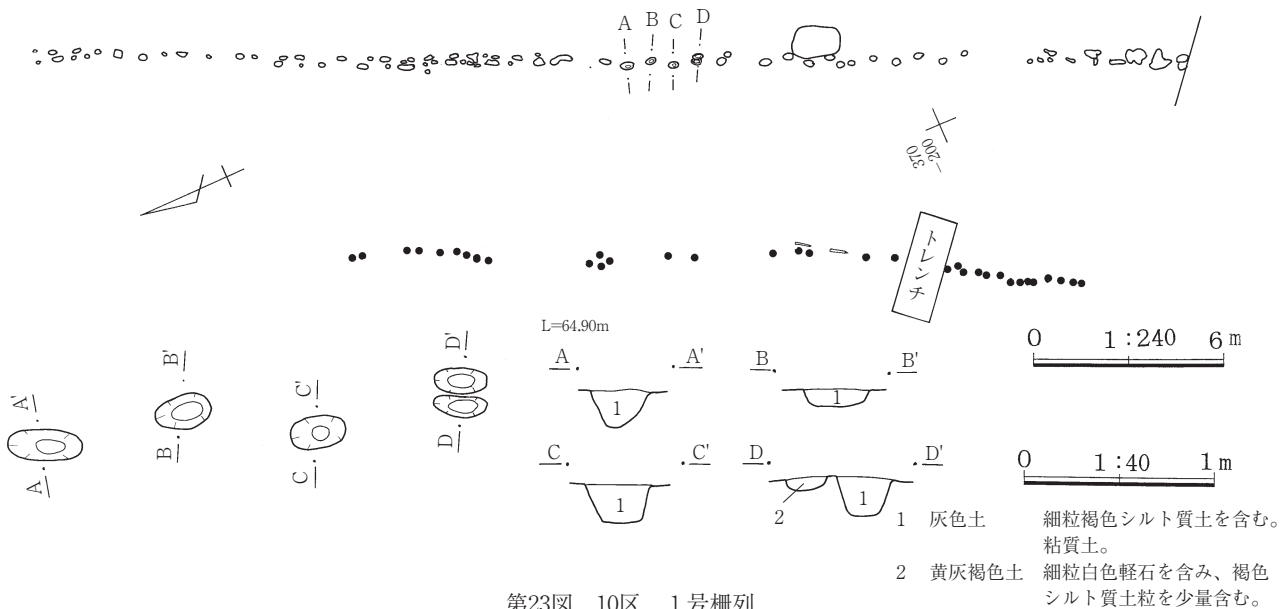 A B C D
370
-200
トレンチ
L=64.90m
A A'
B B'
0 1:240 6m
A' B' C' D'
A B C D
C C'
D D'
1
1
1
1
2
0 1:40 1m
1 灰色土 細粒褐色シルト質土を含む。
粘質土。
2 黄灰褐色土 細粒白色軽石を含み、褐色
シルト質土粒を少量含む。
第23図 10区 1号柵列